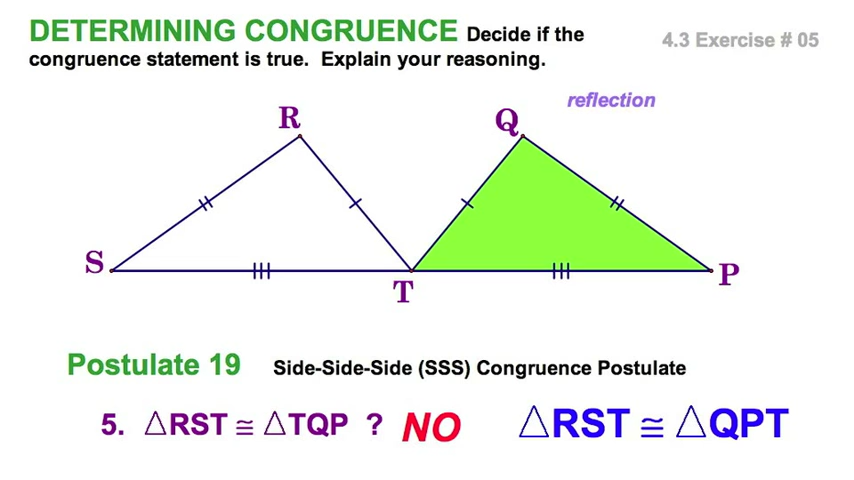 DETERMINING CONGRUENCE Decide if the
congruence statement is true. Explain your reasoning.
4.3 Exercise # 05
reflection
R
Q
S
T
P
Postulate 19 Side-Side-Side (SSS) Congruence Postulate
5. △RST ≅ △TQP ? NO △RST ≅ △QPT